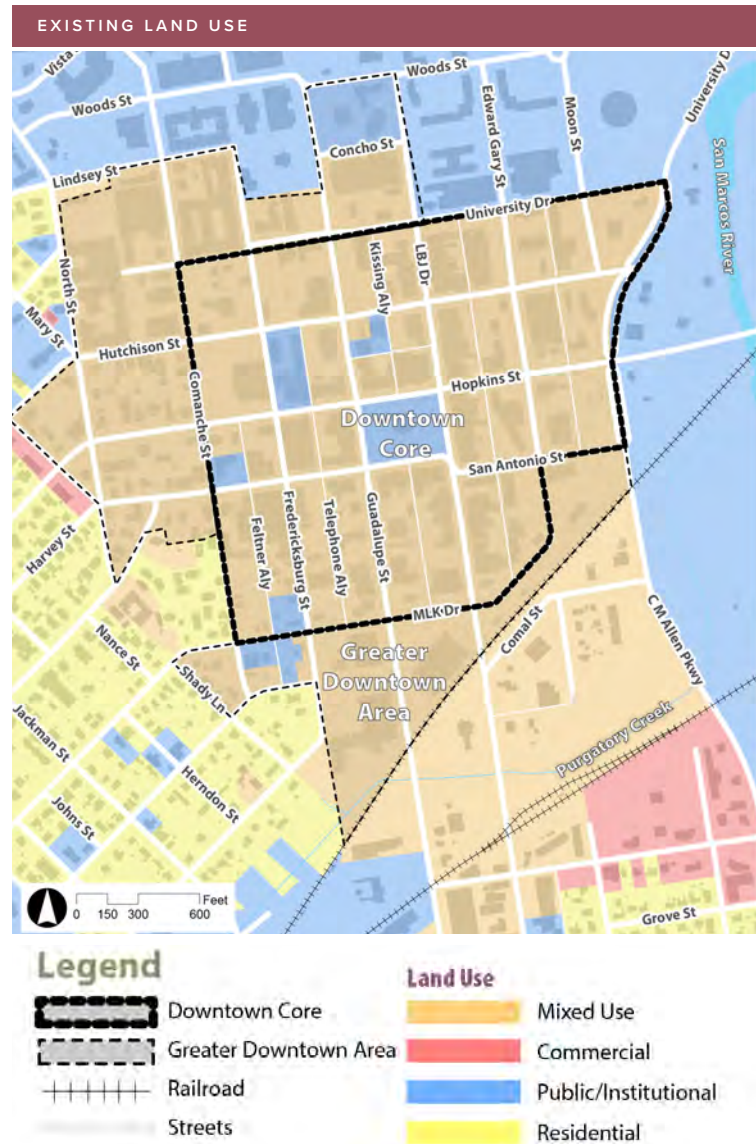 EXISTING LAND USE
Vista
Woods St
Woods St
University D
Edward Gary St
Moon St
San Marcos River
Lindsey St
Concho St
University Dr
North St
Kissing Aly
LBJ Dr
Mary St
Hutchison St
Comanche St
Hopkins St
Downtown
Core
San Antonio St
Harvey St
Feltner Aly
Fredericksburg St
Telephone Aly
Guadalupe St
MLK Dr
Comal St
C M Allen Pkwy
Nance St
Greater
Downtown
Area
Shady Ln
Jackman St
Herndon St
Purgatory Creek
Johns St
Feet
0 150 300 600
Grove St
Legend
Downtown Core
Greater Downtown Area
Railroad
Streets
Land Use
Mixed Use
Commercial
Public/Institutional
Residential